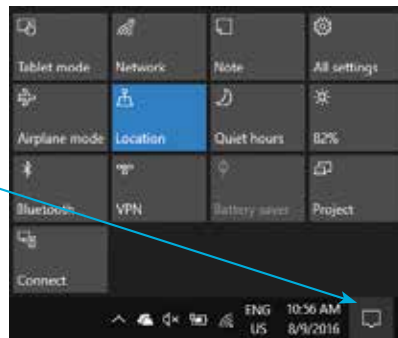 Tablet mode Network Note All settings
Airplane mode Location Quiet hours 82%
Bluetooth VPN Battery saver Project
Connect
ENG 10:56 AM
US 8/9/2016